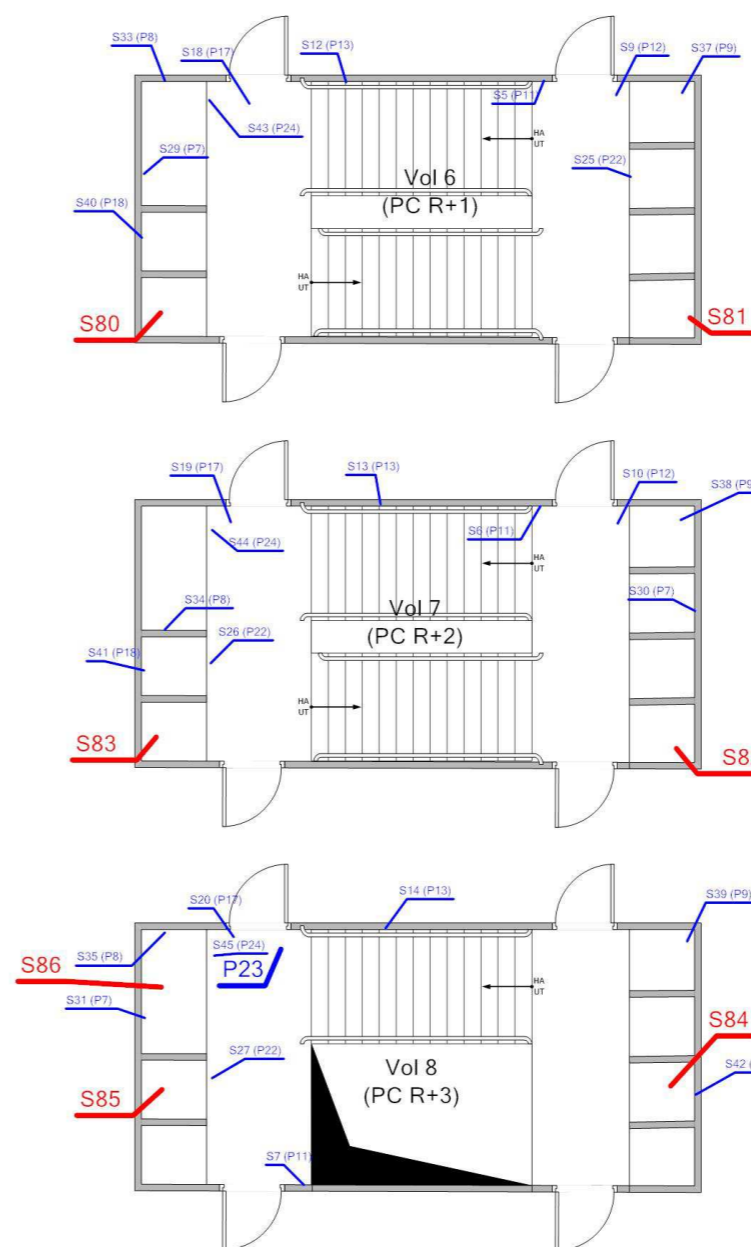 S33 (P8)
S18 (P17)
S12 (P13)
S9 (P12)
S37 (P9)
S5 (P11)
S43 (P24)
HA
UT
S29 (P7)
Vol 6
(PC R+1)
S25 (P22)
S40 (P18)
HA
UT
S80
S81
S19 (P17)
S13 (P13)
S10 (P12)
S38 (P9
S6 (P11)
S44 (P24)
HA
UT
S34 (P8)
Vol 7
(PC R+2)
S30 (P7)
S41 (P18)
S26 (P22)
HA
UT
S83
S8
S20 (P17)
S14 (P13)
S39 (P9)
S35 (P8)
S45 (P24)
S86
P23
HA
UT
S31 (P7)
S84
S27 (P22)
Vol 8
(PC R+3)
S42 (
S85
S7 (P11)